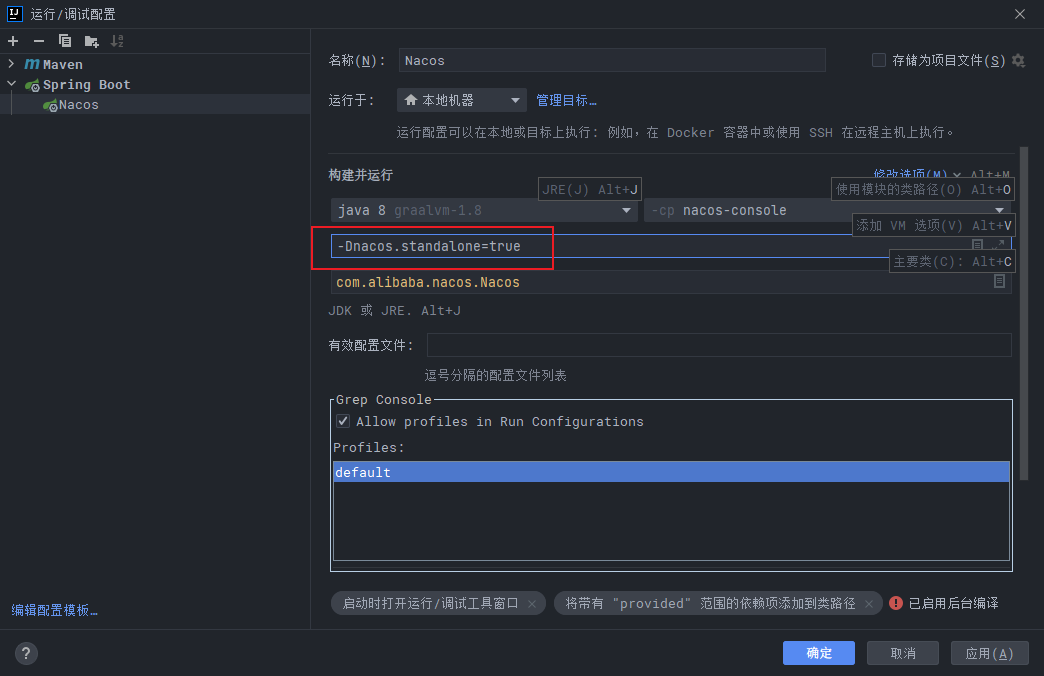 运行/调试配置
Maven
Spring Boot
Nacos
编辑配置模板…
名称(N): Nacos 存储为项目文件(S)
运行于: 本地机器 管理目标…
运行配置可以在本地或目标上执行: 例如，在 Docker 容器中或使用 SSH 在远程主机上执行。
构建并运行 修改选项(M) Alt+M
JRE(J) Alt+J 使用模块的类路径(O) Alt+O
java 8 graalvm-1.8 -cp nacos-console
添加 VM 选项(V) Alt+V
-Dnacos.standalone=true
主要类(C): Alt+C
com.alibaba.nacos.Nacos
JDK 或 JRE. Alt+J
有效配置文件:
逗号分隔的配置文件列表
Grep Console
Allow profiles in Run Configurations
Profiles:
default
启动时打开运行/调试工具窗口 × 将带有 "provided" 范围的依赖项添加到类路径 × 已启用后台编译
? 确定 取消 应用(A)